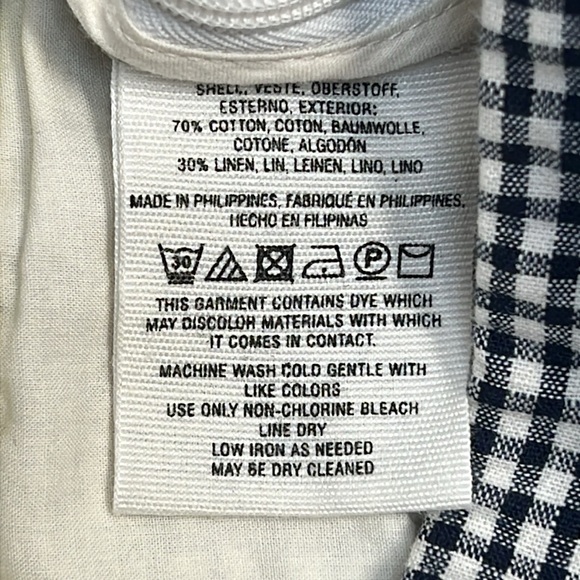 SHELL, VESTE, OBERSTOFF,
ESTERNO, EXTERIOR:
70% COTTON, COTON, BAUMWOLLE,
COTONE, ALGODÓN
30% LINEN, LIN, LEINEN, LINO, LINO
MADE IN PHILIPPINES, FABRIQUÉ EN PHILIPPINES,
HECHO EN FILIPINAS
30 P
THIS GARMENT CONTAINS DYE WHICH
MAY DISCOLOR MATERIALS WITH WHICH
IT COMES IN CONTACT.
MACHINE WASH COLD GENTLE WITH
LIKE COLORS
USE ONLY NON-CHLORINE BLEACH
LINE DRY
LOW IRON AS NEEDED
MAY BE DRY CLEANED